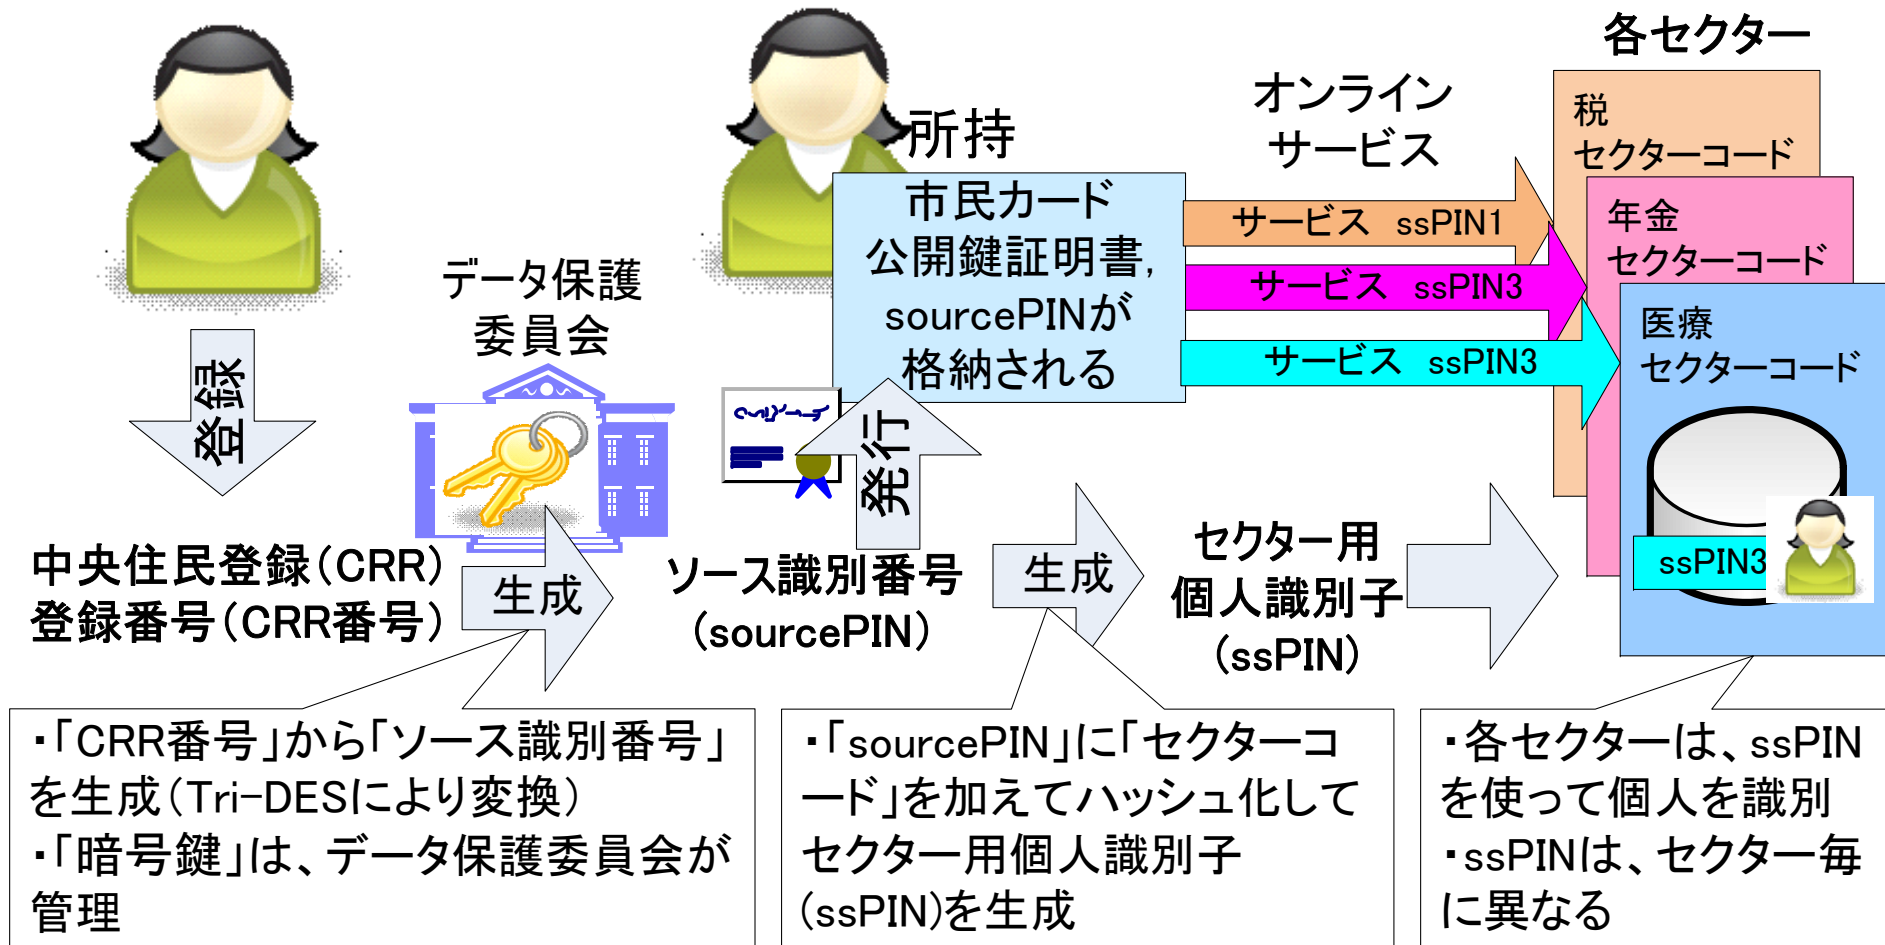 各セクター
オンライン
サービス
所持
税
セクターコード
市民カード
公開鍵証明書,
sourcePINが
格納される
サービス ssPIN1
サービス ssPIN3
サービス ssPIN3
年金
セクターコード
医療
セクターコード
データ保護
委員会
登録
発行
ssPIN3
中央住民登録(CRR)
登録番号(CRR番号)
生成
ソース識別番号
(sourcePIN)
生成
セクター用
個人識別子
(ssPIN)
・「CRR番号」から「ソース識別番号」
を生成(Tri-DESにより変換)
・「暗号鍵」は、データ保護委員会が
管理
・「sourcePIN」に「セクターコ
ード」を加えてハッシュ化して
セクター用個人識別子
(ssPIN)を生成
・各セクターは、ssPIN
を使って個人を識別
・ssPINは、セクター毎
に異なる